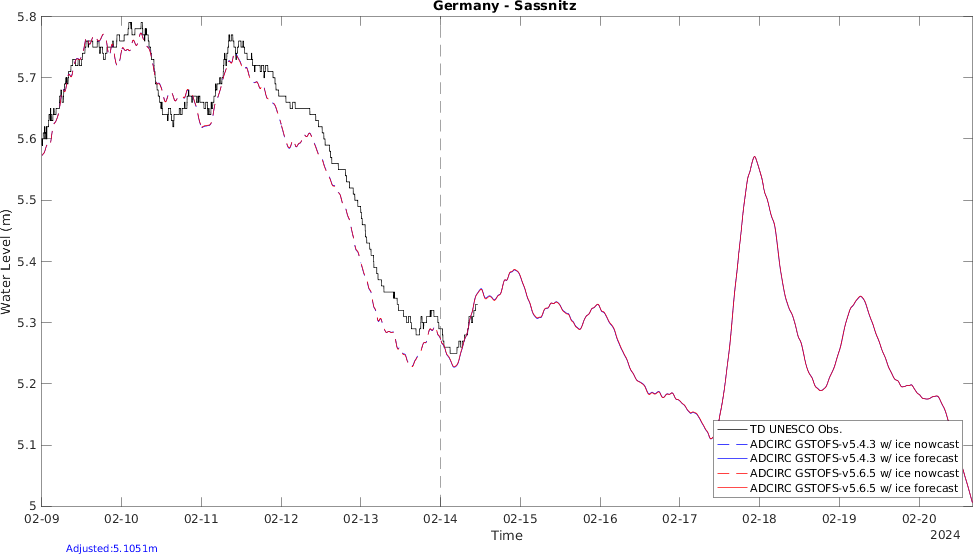 Germany - Sassnitz
5.8
5.7
5.6
5.5
5.4
5.3
5.2
5.1
5
Water Level (m)
02-09 02-10 02-11 02-12 02-13 02-14 02-15 02-16 02-17 02-18 02-19 02-20
Time
2024
TD UNESCO Obs.
ADCIRC GSTOFS-v5.4.3 w/ ice nowcast
ADCIRC GSTOFS-v5.4.3 w/ ice forecast
ADCIRC GSTOFS-v5.6.5 w/ ice nowcast
ADCIRC GSTOFS-v5.6.5 w/ ice forecast
Adjusted:5.1051m